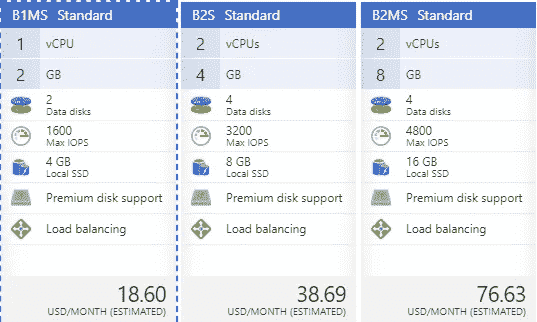 B1MS Standard
1 vCPU
2 GB
2
Data disks
1600
Max IOPS
4 GB
Local SSD
Premium disk support
Load balancing
18.60
USD/MONTH (ESTIMATED)
B2S Standard
2 vCPUs
4 GB
4
Data disks
3200
Max IOPS
8 GB
Local SSD
Premium disk support
Load balancing
38.69
USD/MONTH (ESTIMATED)
B2MS Standard
2 vCPUs
8 GB
4
Data disks
4800
Max IOPS
16 GB
Local SSD
Premium disk support
Load balancing
76.63
USD/MONTH (ESTIMATED)